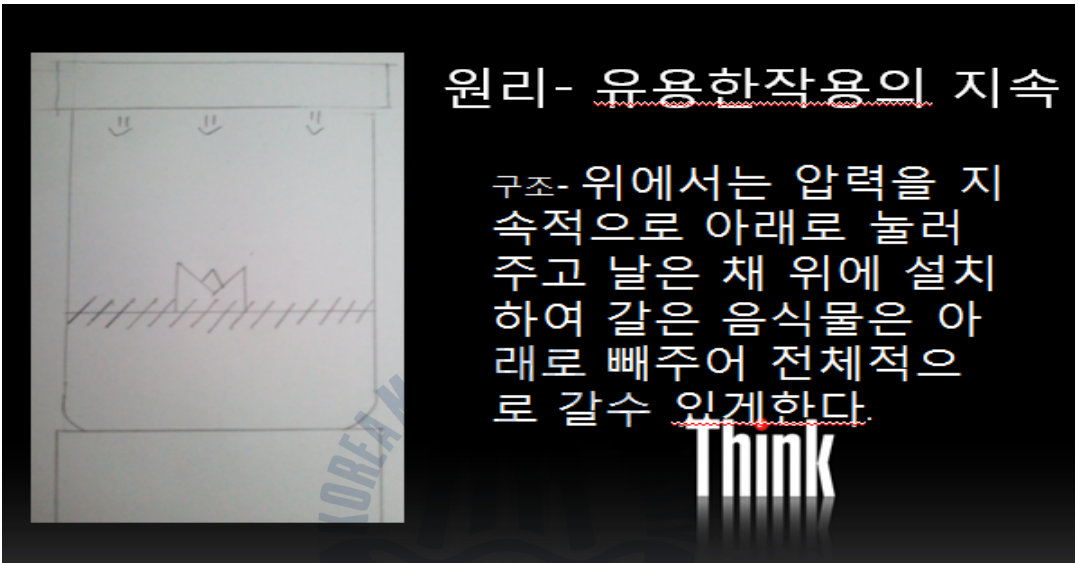 원리- 유용한작용의 지속
구조- 위에서는 압력을 지
속적으로 아래로 눌러
주고 날은 채 위에 설치
하여 갈은 음식물은 아
래로 빼주어 전체적으
로 갈수 있게한다.
Think
KOREAM